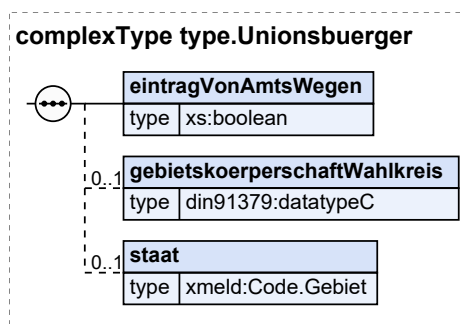 complexType type.Unionsbuerger
eintragVonAmtsWegen
type xs:boolean
0..1
gebietskoerperschaftWahlkreis
type din91379:datatypeC
0..1
staat
type xmeld:Code.Gebiet